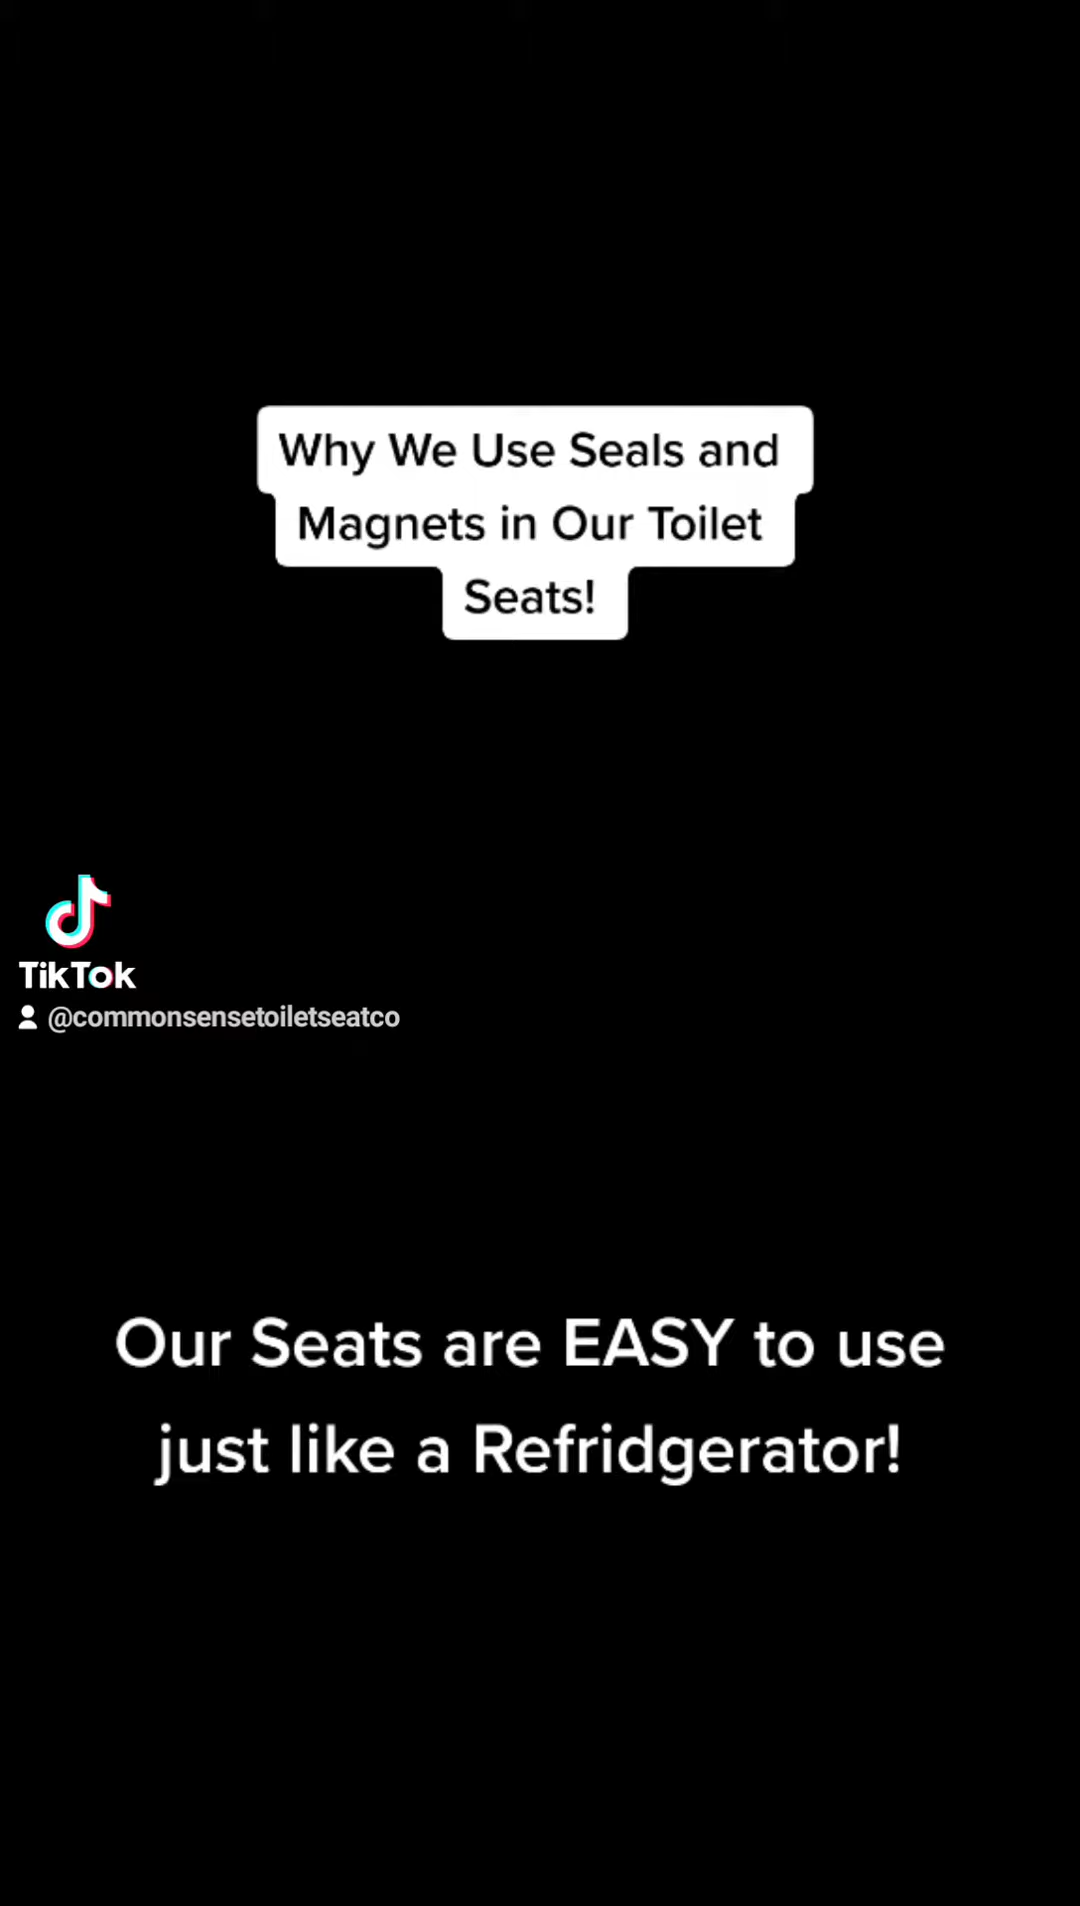 Why We Use Seals and
Magnets in Our Toilet
Seats!
TikTok
@commonsensetoiletseatco
Our Seats are EASY to use
just like a Refridgerator!